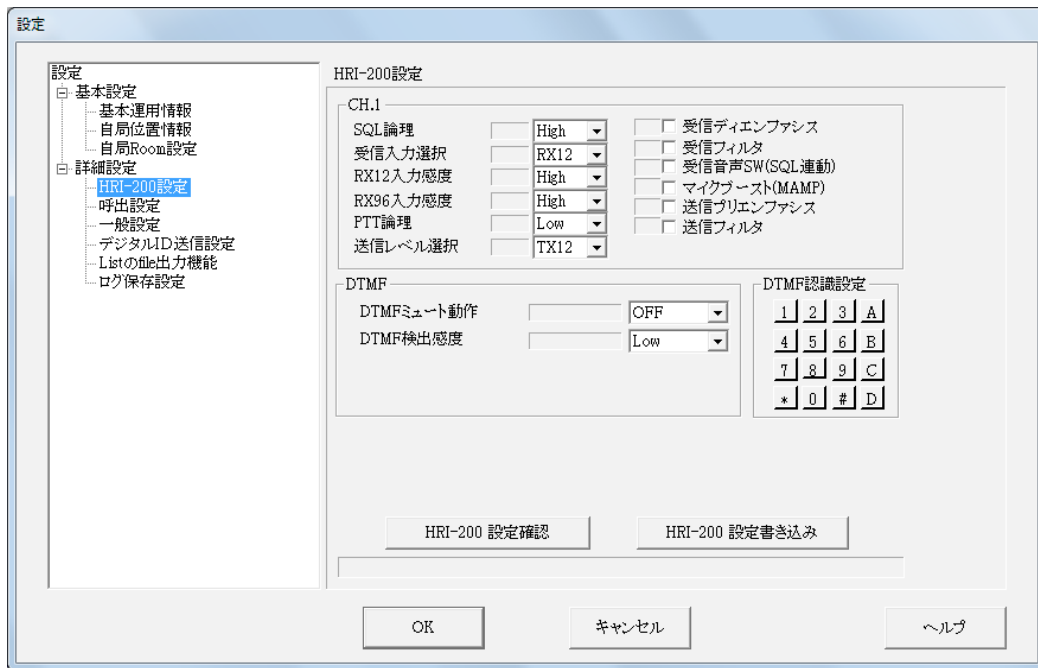 設定
設定
基本設定
基本運用情報
自局位置情報
自局Room設定
詳細設定
HRI-200設定
呼出設定
一般設定
デジタルID送信設定
Listのfile出力機能
ログ保存設定
HRI-200設定
CH.1
SQL論理 High
受信入力選択 RX12
RX12入力感度 High
RX96入力感度 High
PTT論理 Low
送信レベル選択 TX12
受信ディエンファシス
受信フィルタ
受信音声SW(SQL連動)
マイクブースト(MAMP)
送信プリエンファシス
送信フィルタ
DTMF
DTMFミュート動作 OFF
DTMF検出感度 Low
DTMF認識設定
1 2 3 A
4 5 6 B
7 8 9 C
* 0 # D
HRI-200 設定確認 HRI-200 設定書き込み
OK キャンセル ヘルプ